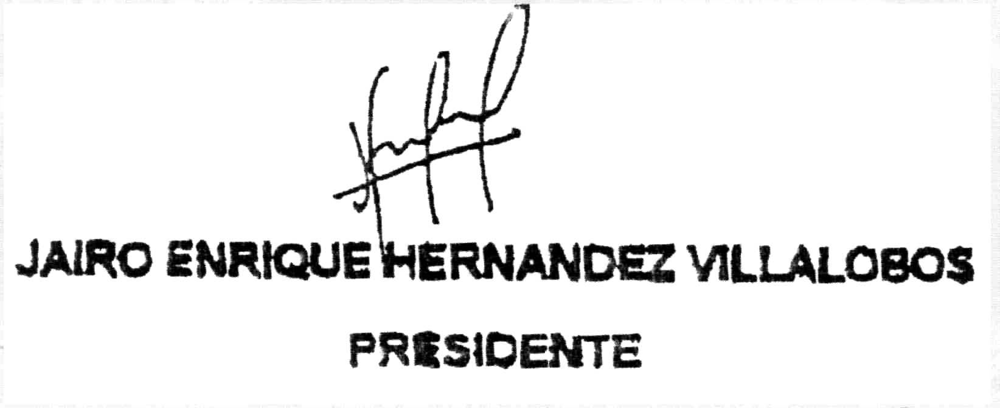 JAIRO ENRIQUE HERNANDEZ VILLALOBOS
PRESIDENTE